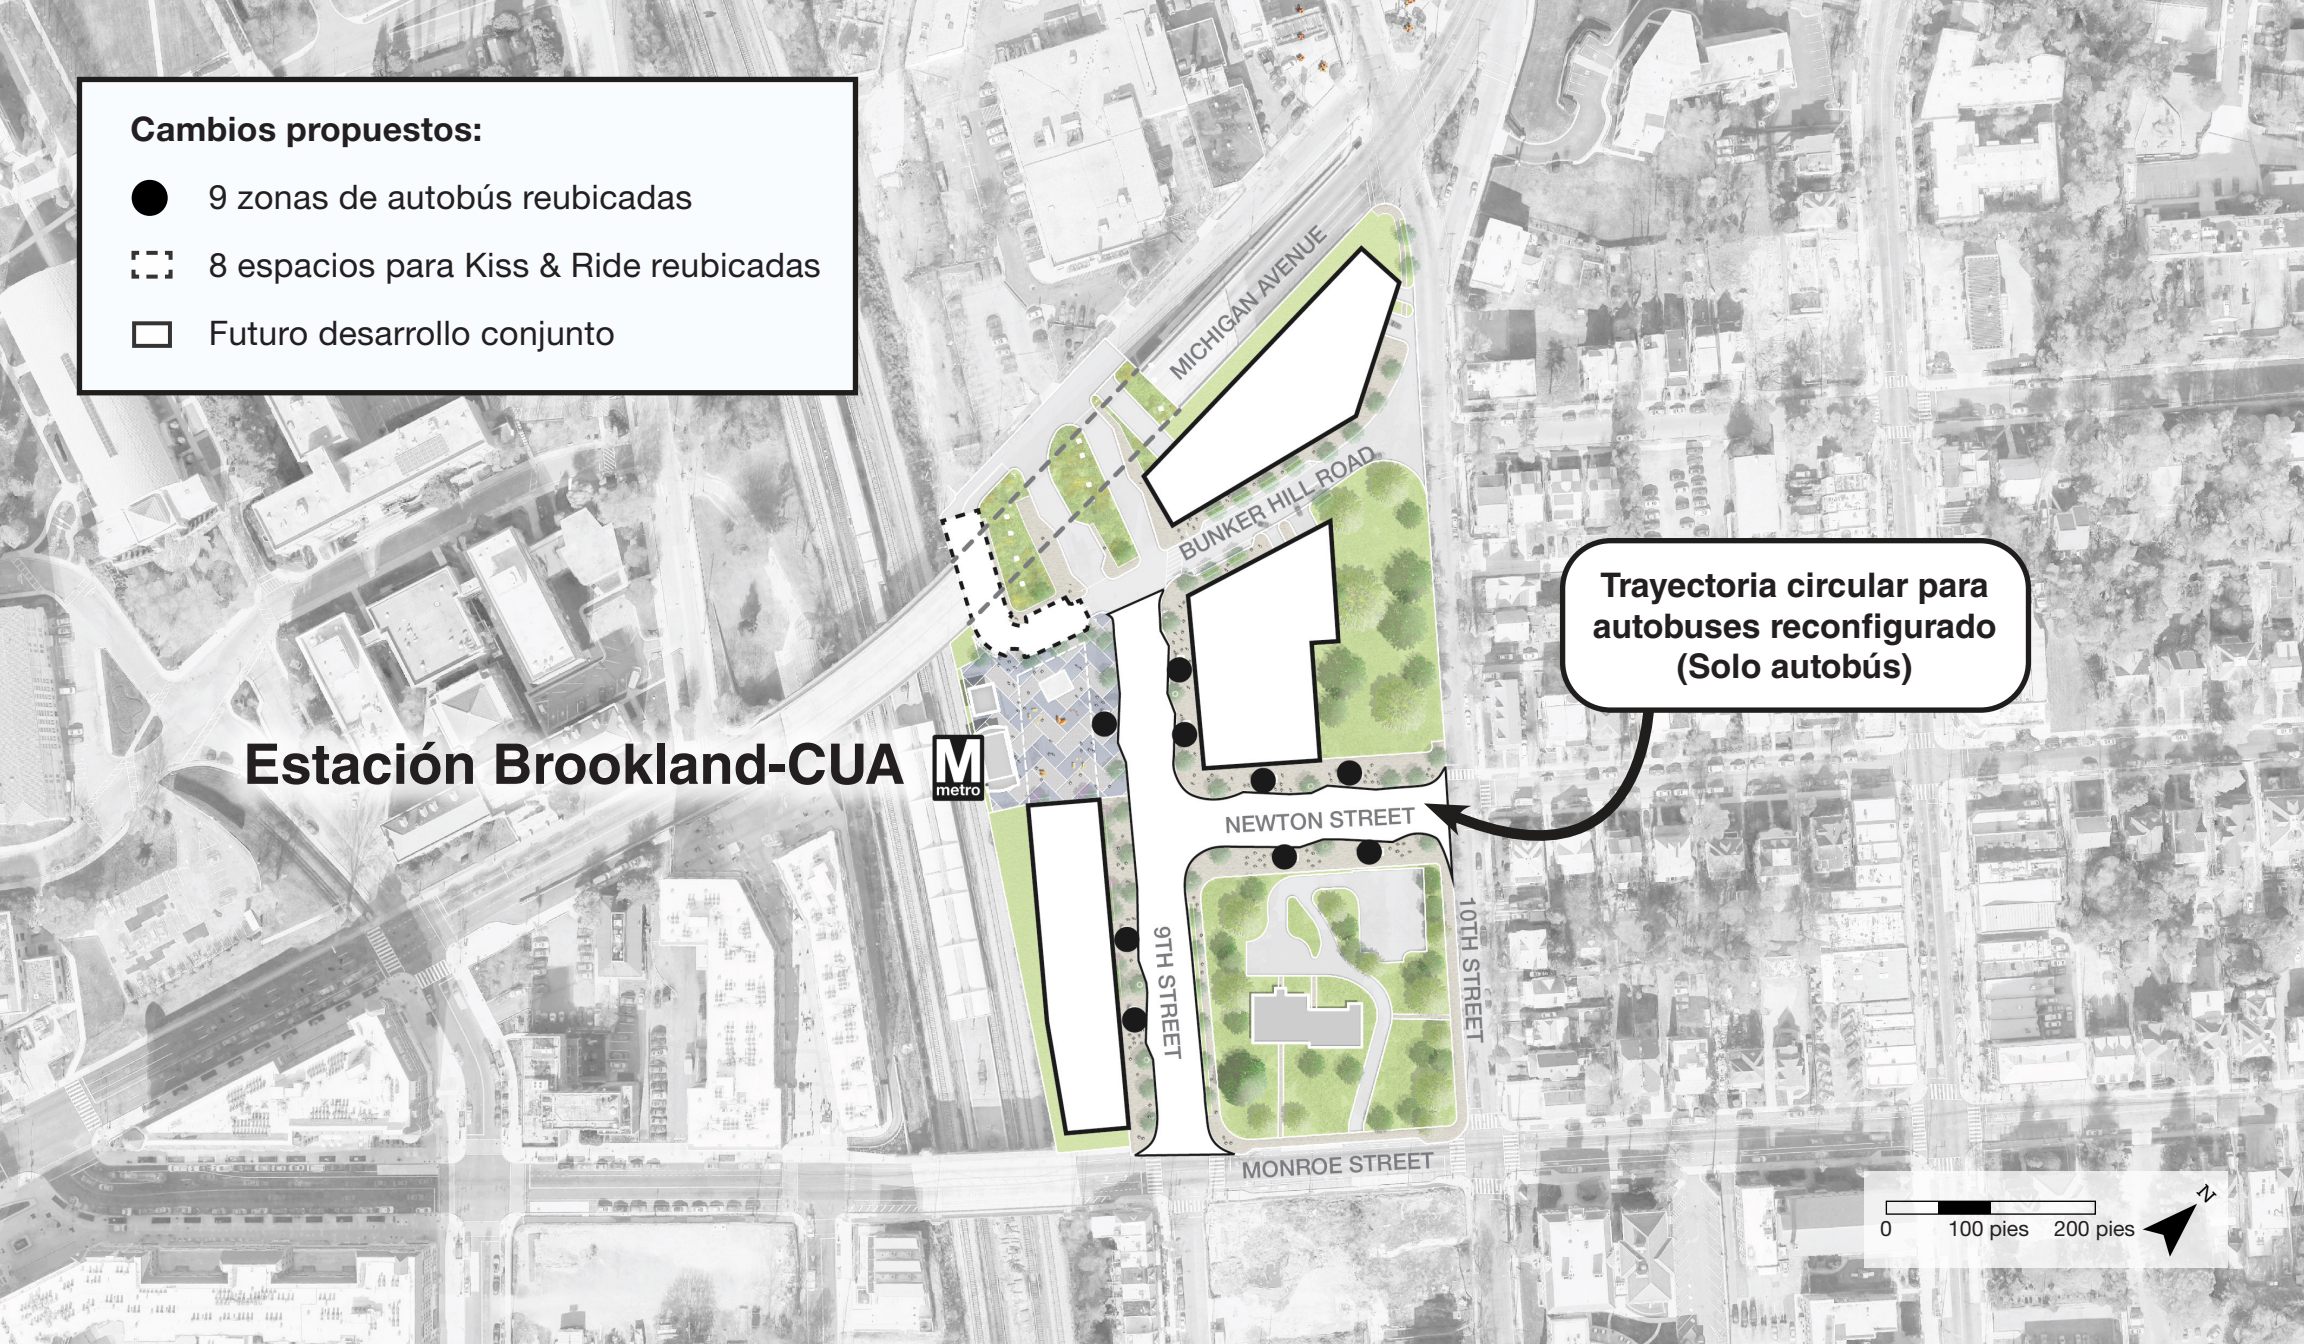 Cambios propuestos:
9 zonas de autobús reubicadas
8 espacios para Kiss & Ride reubicadas
Futuro desarrollo conjunto
MICHIGAN AVENUE
BUNKER HILL ROAD
Trayectoria circular para
autobuses reconfigurado
(Solo autobús)
Estación Brookland-CUA
M
metro
NEWTON STREET
9TH STREET
10TH STREET
MONROE STREET
N
0 100 pies 200 pies